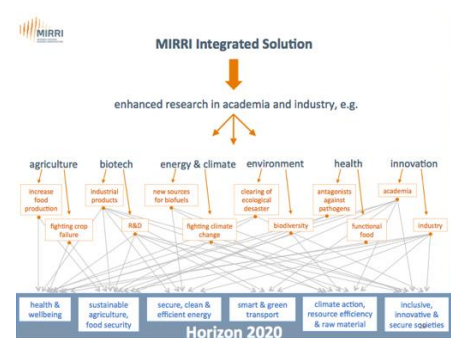 MIRRI
MIRRI Integrated Solution
enhanced research in academia and industry, e.g.
agriculture biotech energy & climate environment health innovation
increase
food
production
industrial
products
new sources
for biofuels
clearing of
ecological
desaster
antagonists
against
pathogens
academia
fighting crop
failure
R&D
fighting climate
change
biodiversity
functional
food
industry
health &
wellbeing
sustainable
agriculture,
food security
secure, clean &
efficient energy
smart & green
transport
climate action,
resource efficiency
& raw material
inclusive,
innovative &
secure societies
Horizon 2020